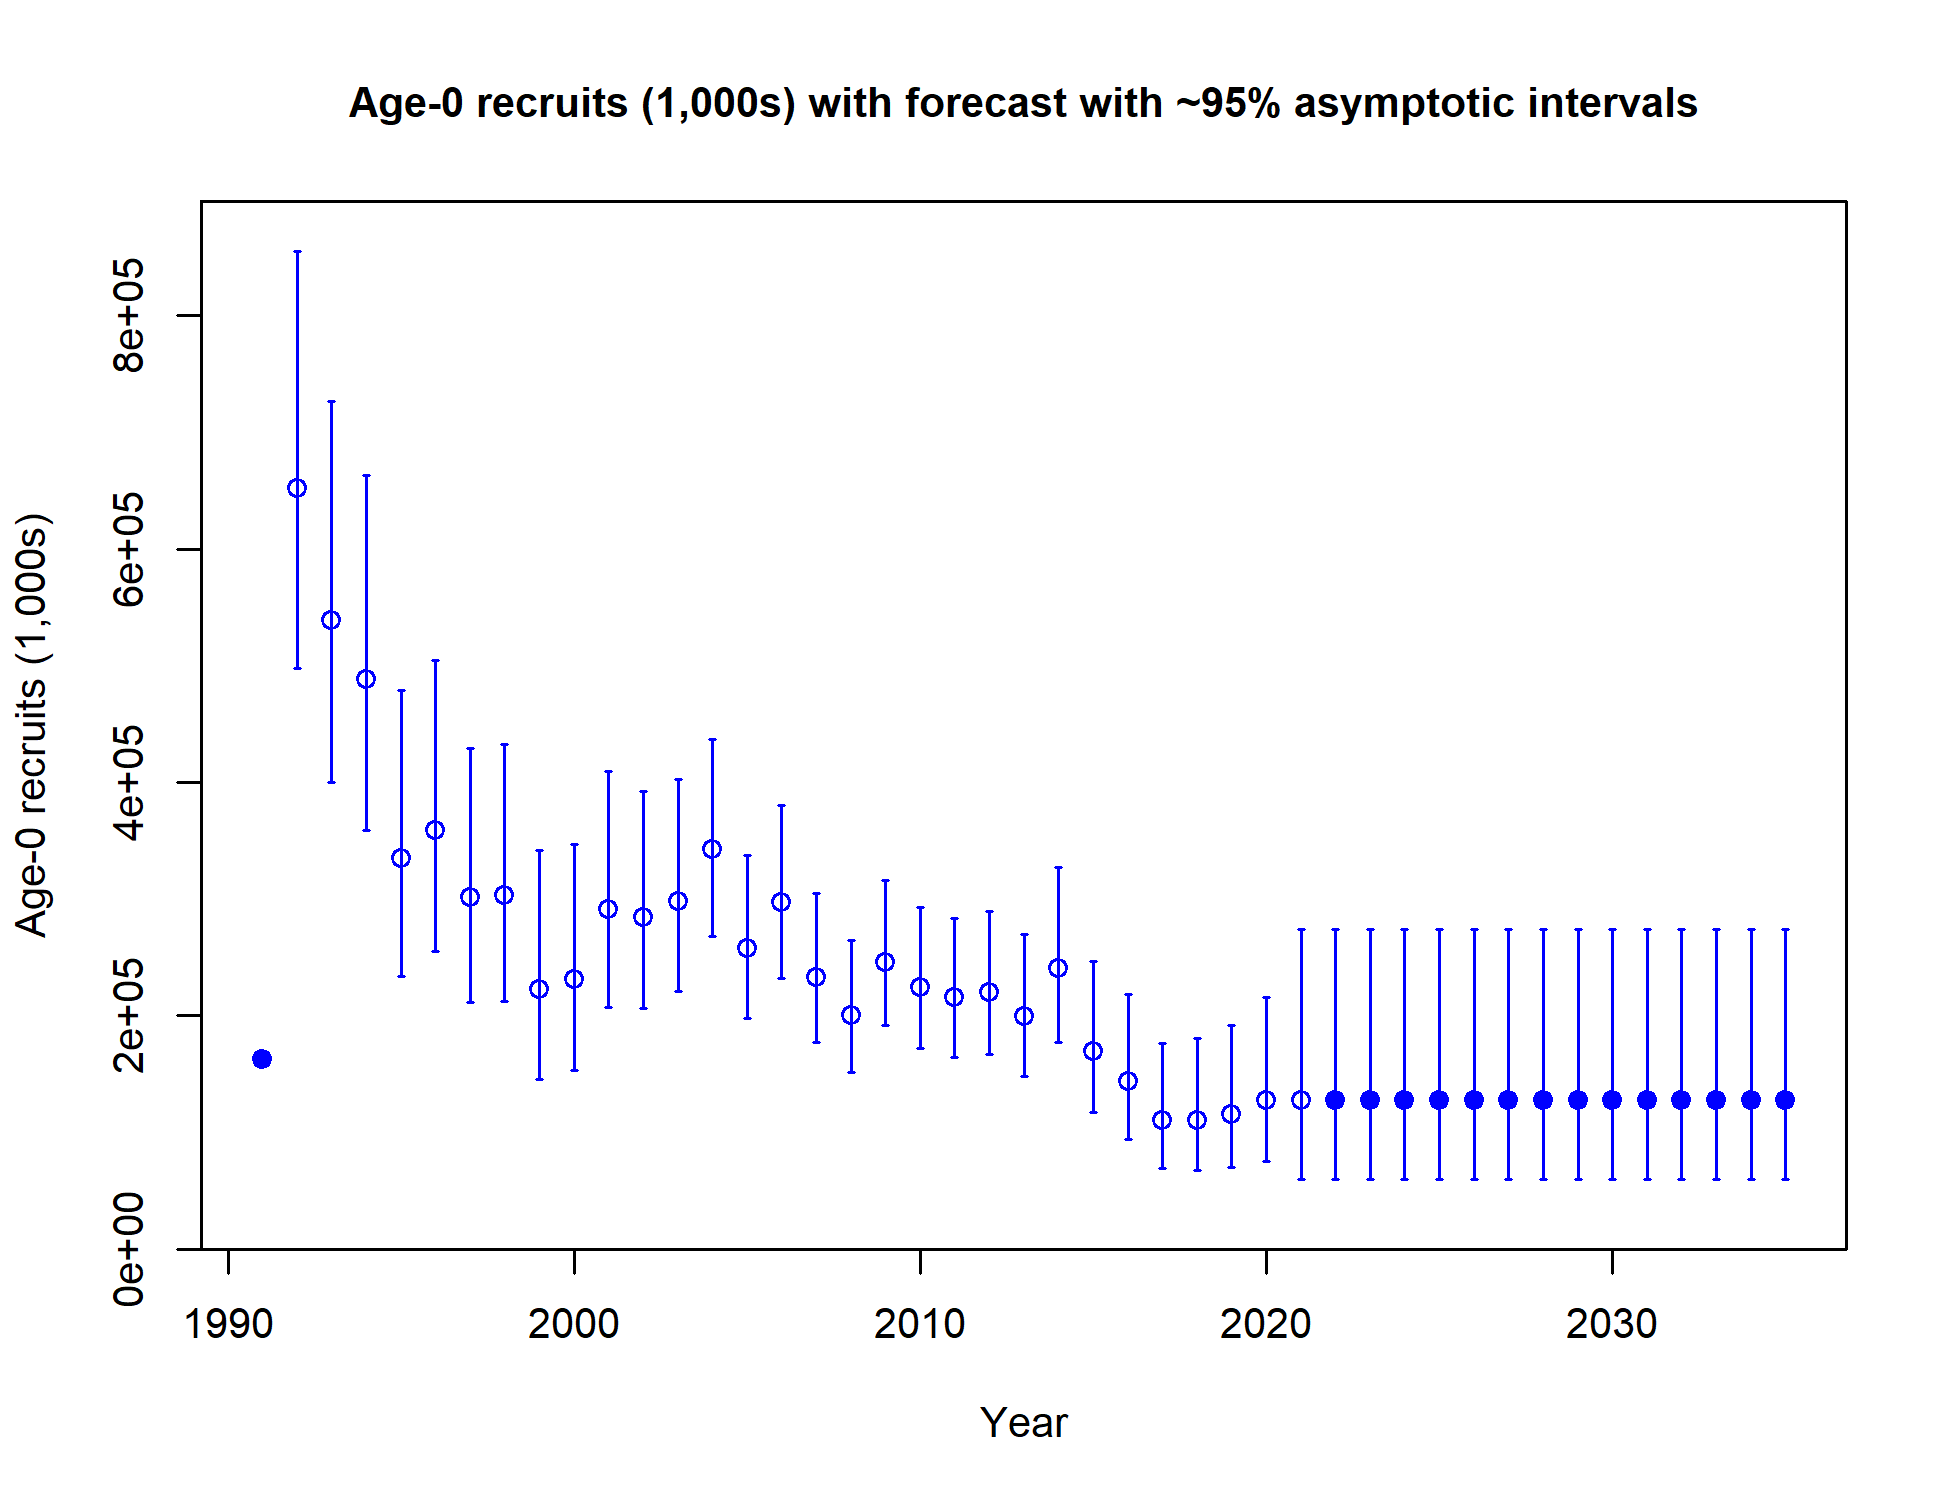 Age-0 recruits (1,000s) with forecast with ~95% asymptotic intervals
Age-0 recruits (1,000s)
8e+05
6e+05
4e+05
2e+05
0e+00
1990 2000 2010 2020 2030
Year